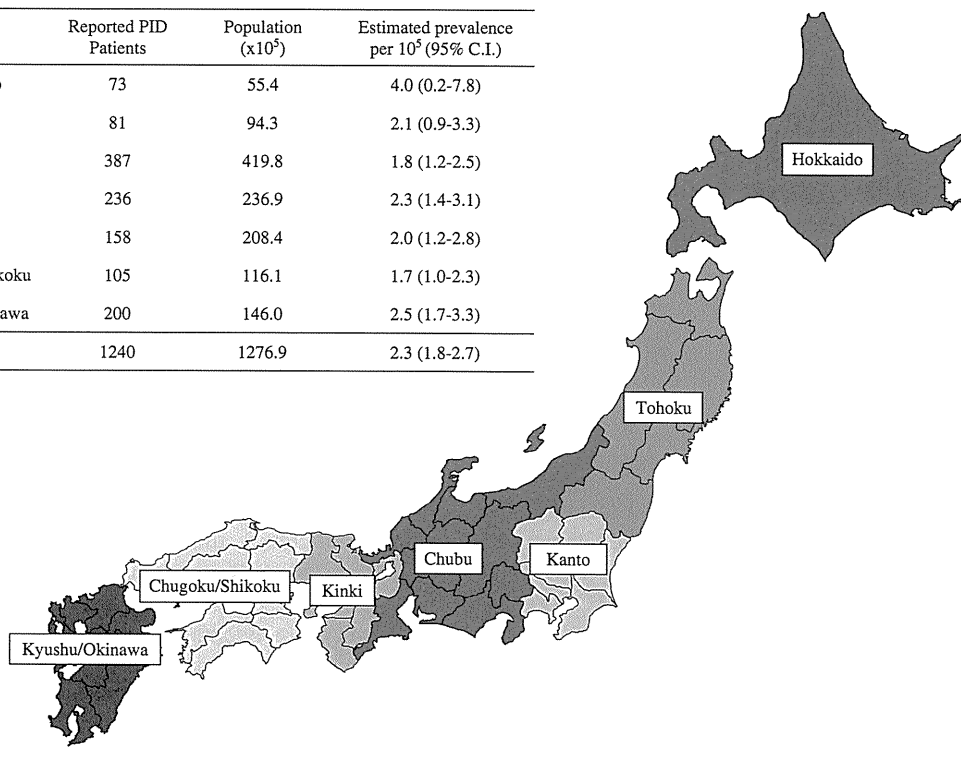 Reported PID Population Estimated prevalence
Patients (x10⁵) per 10⁵ (95% C.I.)
73 55.4 4.0 (0.2-7.8)
81 94.3 2.1 (0.9-3.3)
387 419.8 1.8 (1.2-2.5)
236 236.9 2.3 (1.4-3.1)
158 208.4 2.0 (1.2-2.8)
koku 105 116.1 1.7 (1.0-2.3)
awa 200 146.0 2.5 (1.7-3.3)
1240 1276.9 2.3 (1.8-2.7)
Hokkaido
Tohoku
Chubu
Kanto
Chugoku/Shikoku
Kinki
Kyushu/Okinawa